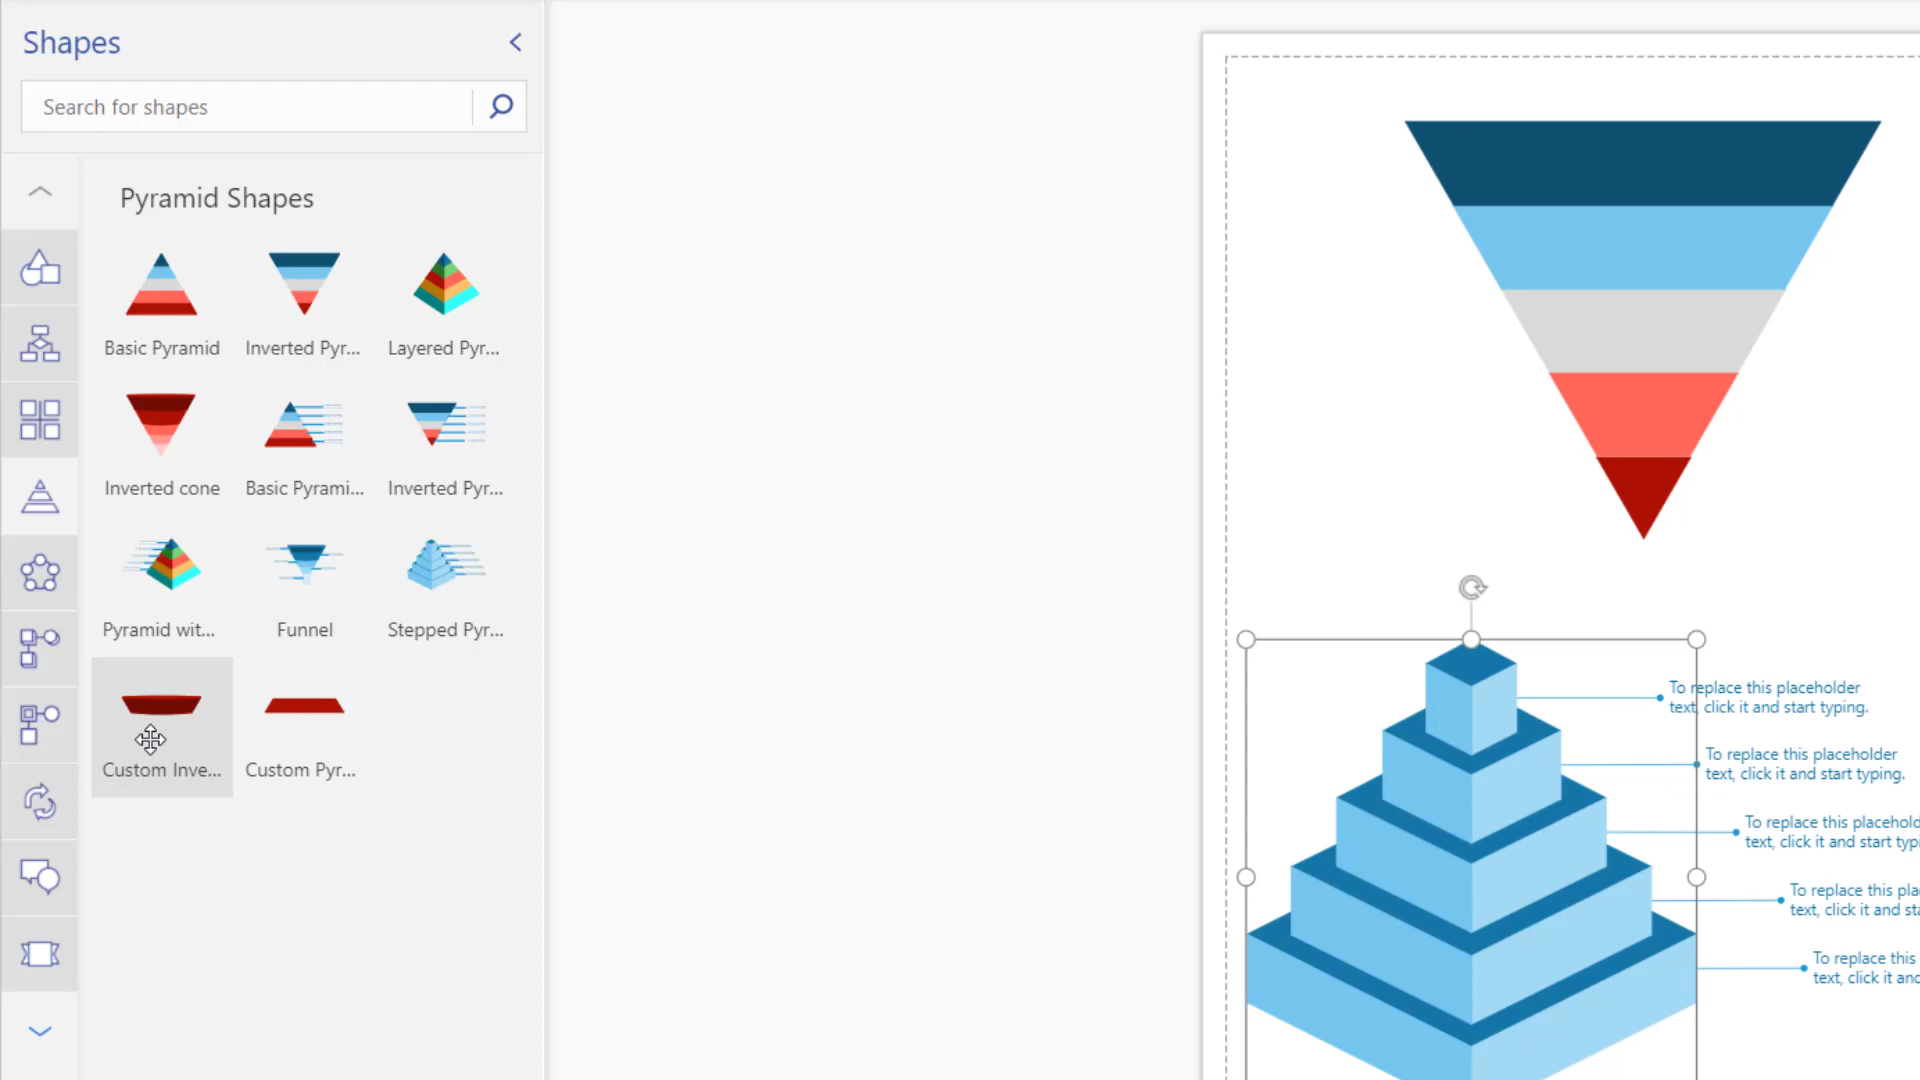 Shapes
Search for shapes
Pyramid Shapes
Basic Pyramid
Inverted Pyr...
Layered Pyr...
Inverted cone
Basic Pyrami...
Inverted Pyr...
Pyramid wit...
Funnel
Stepped Pyr...
Custom Inve...
Custom Pyr...
To replace this placeholder
text, click it and start typing.
To replace this placeholder
text, click it and start typing.
To replace this placehold
text, click it and start typi
To replace this pla
text, click it and sta
To replace this
text, click it and